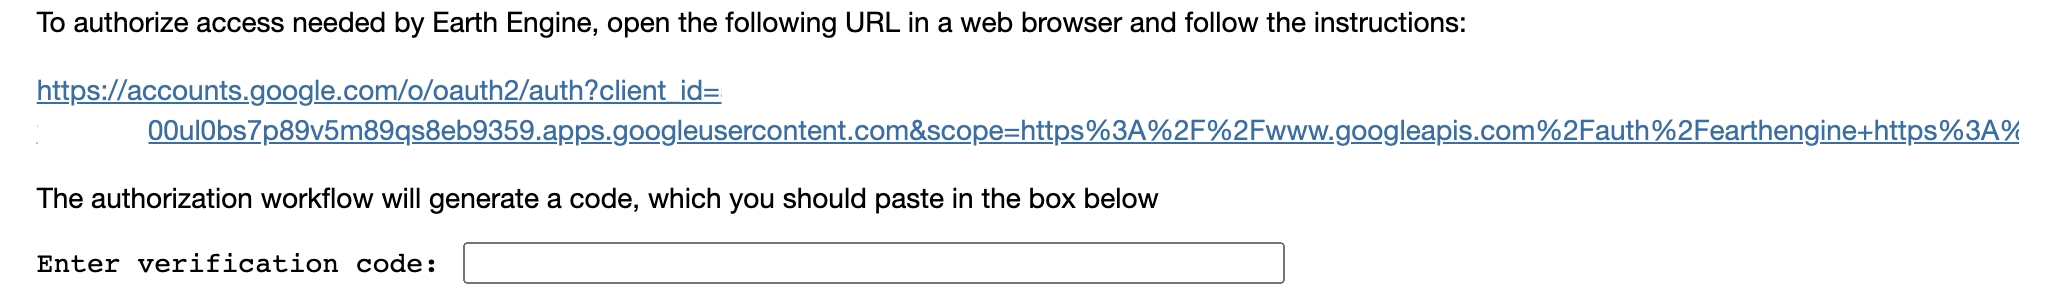 To authorize access needed by Earth Engine, open the following URL in a web browser and follow the instructions:
https://accounts.google.com/o/oauth2/auth?client_id=
00ul0bs7p89v5m89qs8eb9359.apps.googleusercontent.com&scope=https%3A%2F%2Fwww.googleapis.com%2Fauth%2Fearthengine+https%3A%
The authorization workflow will generate a code, which you should paste in the box below
Enter verification code: